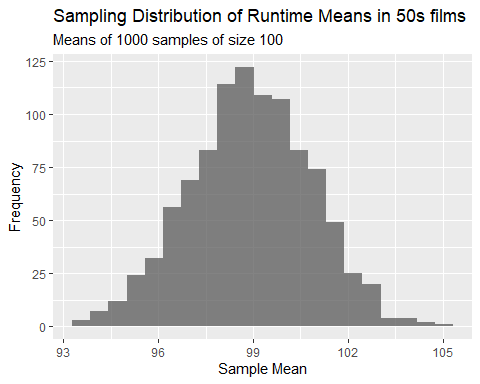 Sampling Distribution of Runtime Means in 50s films
Means of 1000 samples of size 100
125
100
75
50
25
0
Frequency
93 96 99 102 105
Sample Mean